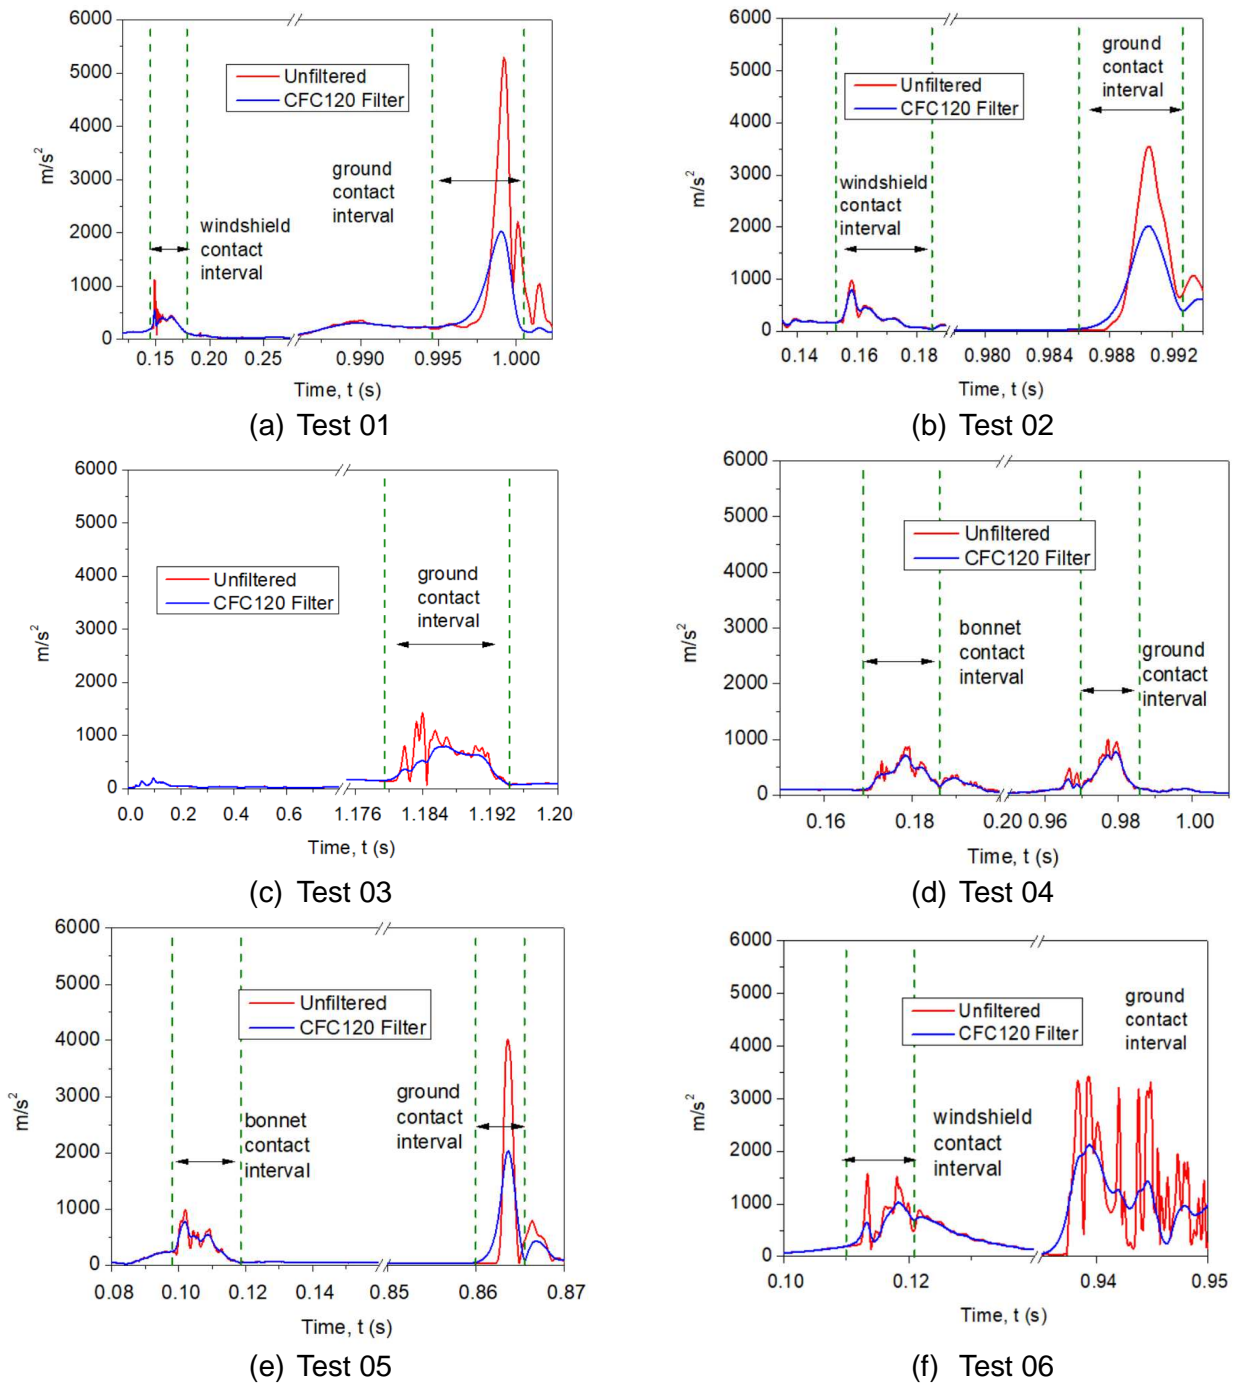 6000
5000
4000
3000
2000
1000
0
m/s²
Unfiltered
CFC120 Filter
windshield
contact
interval
ground
contact
interval
0.15 0.20 0.25 0.990 0.995 1.000
Time, t (s)
(a) Test 01
6000
5000
4000
3000
2000
1000
0
m/s²
Unfiltered
CFC120 Filter
windshield
contact
interval
ground
contact
interval
0.14 0.16 0.18 0.980 0.984 0.988 0.992
Time, t (s)
(b) Test 02
6000
5000
4000
3000
2000
1000
0
m/s²
Unfiltered
CFC120 Filter
ground
contact
interval
0.0 0.2 0.4 0.6 1.176 1.184 1.192 1.20
Time, t (s)
(c) Test 03
6000
5000
4000
3000
2000
1000
0
m/s²
Unfiltered
CFC120 Filter
bonnet
contact
interval
ground
contact
interval
0.16 0.18 0.20 0.96 0.98 1.00
Time, t (s)
(d) Test 04
6000
5000
4000
3000
2000
1000
0
m/s²
Unfiltered
CFC120 Filter
bonnet
contact
interval
ground
contact
interval
0.08 0.10 0.12 0.14 0.85 0.86 0.87
Time, t (s)
(e) Test 05
6000
5000
4000
3000
2000
1000
0
m/s²
Unfiltered
CFC120 Filter
windshield
contact
interval
ground
contact
interval
0.10 0.12 0.94 0.95
Time, t (s)
(f) Test 06